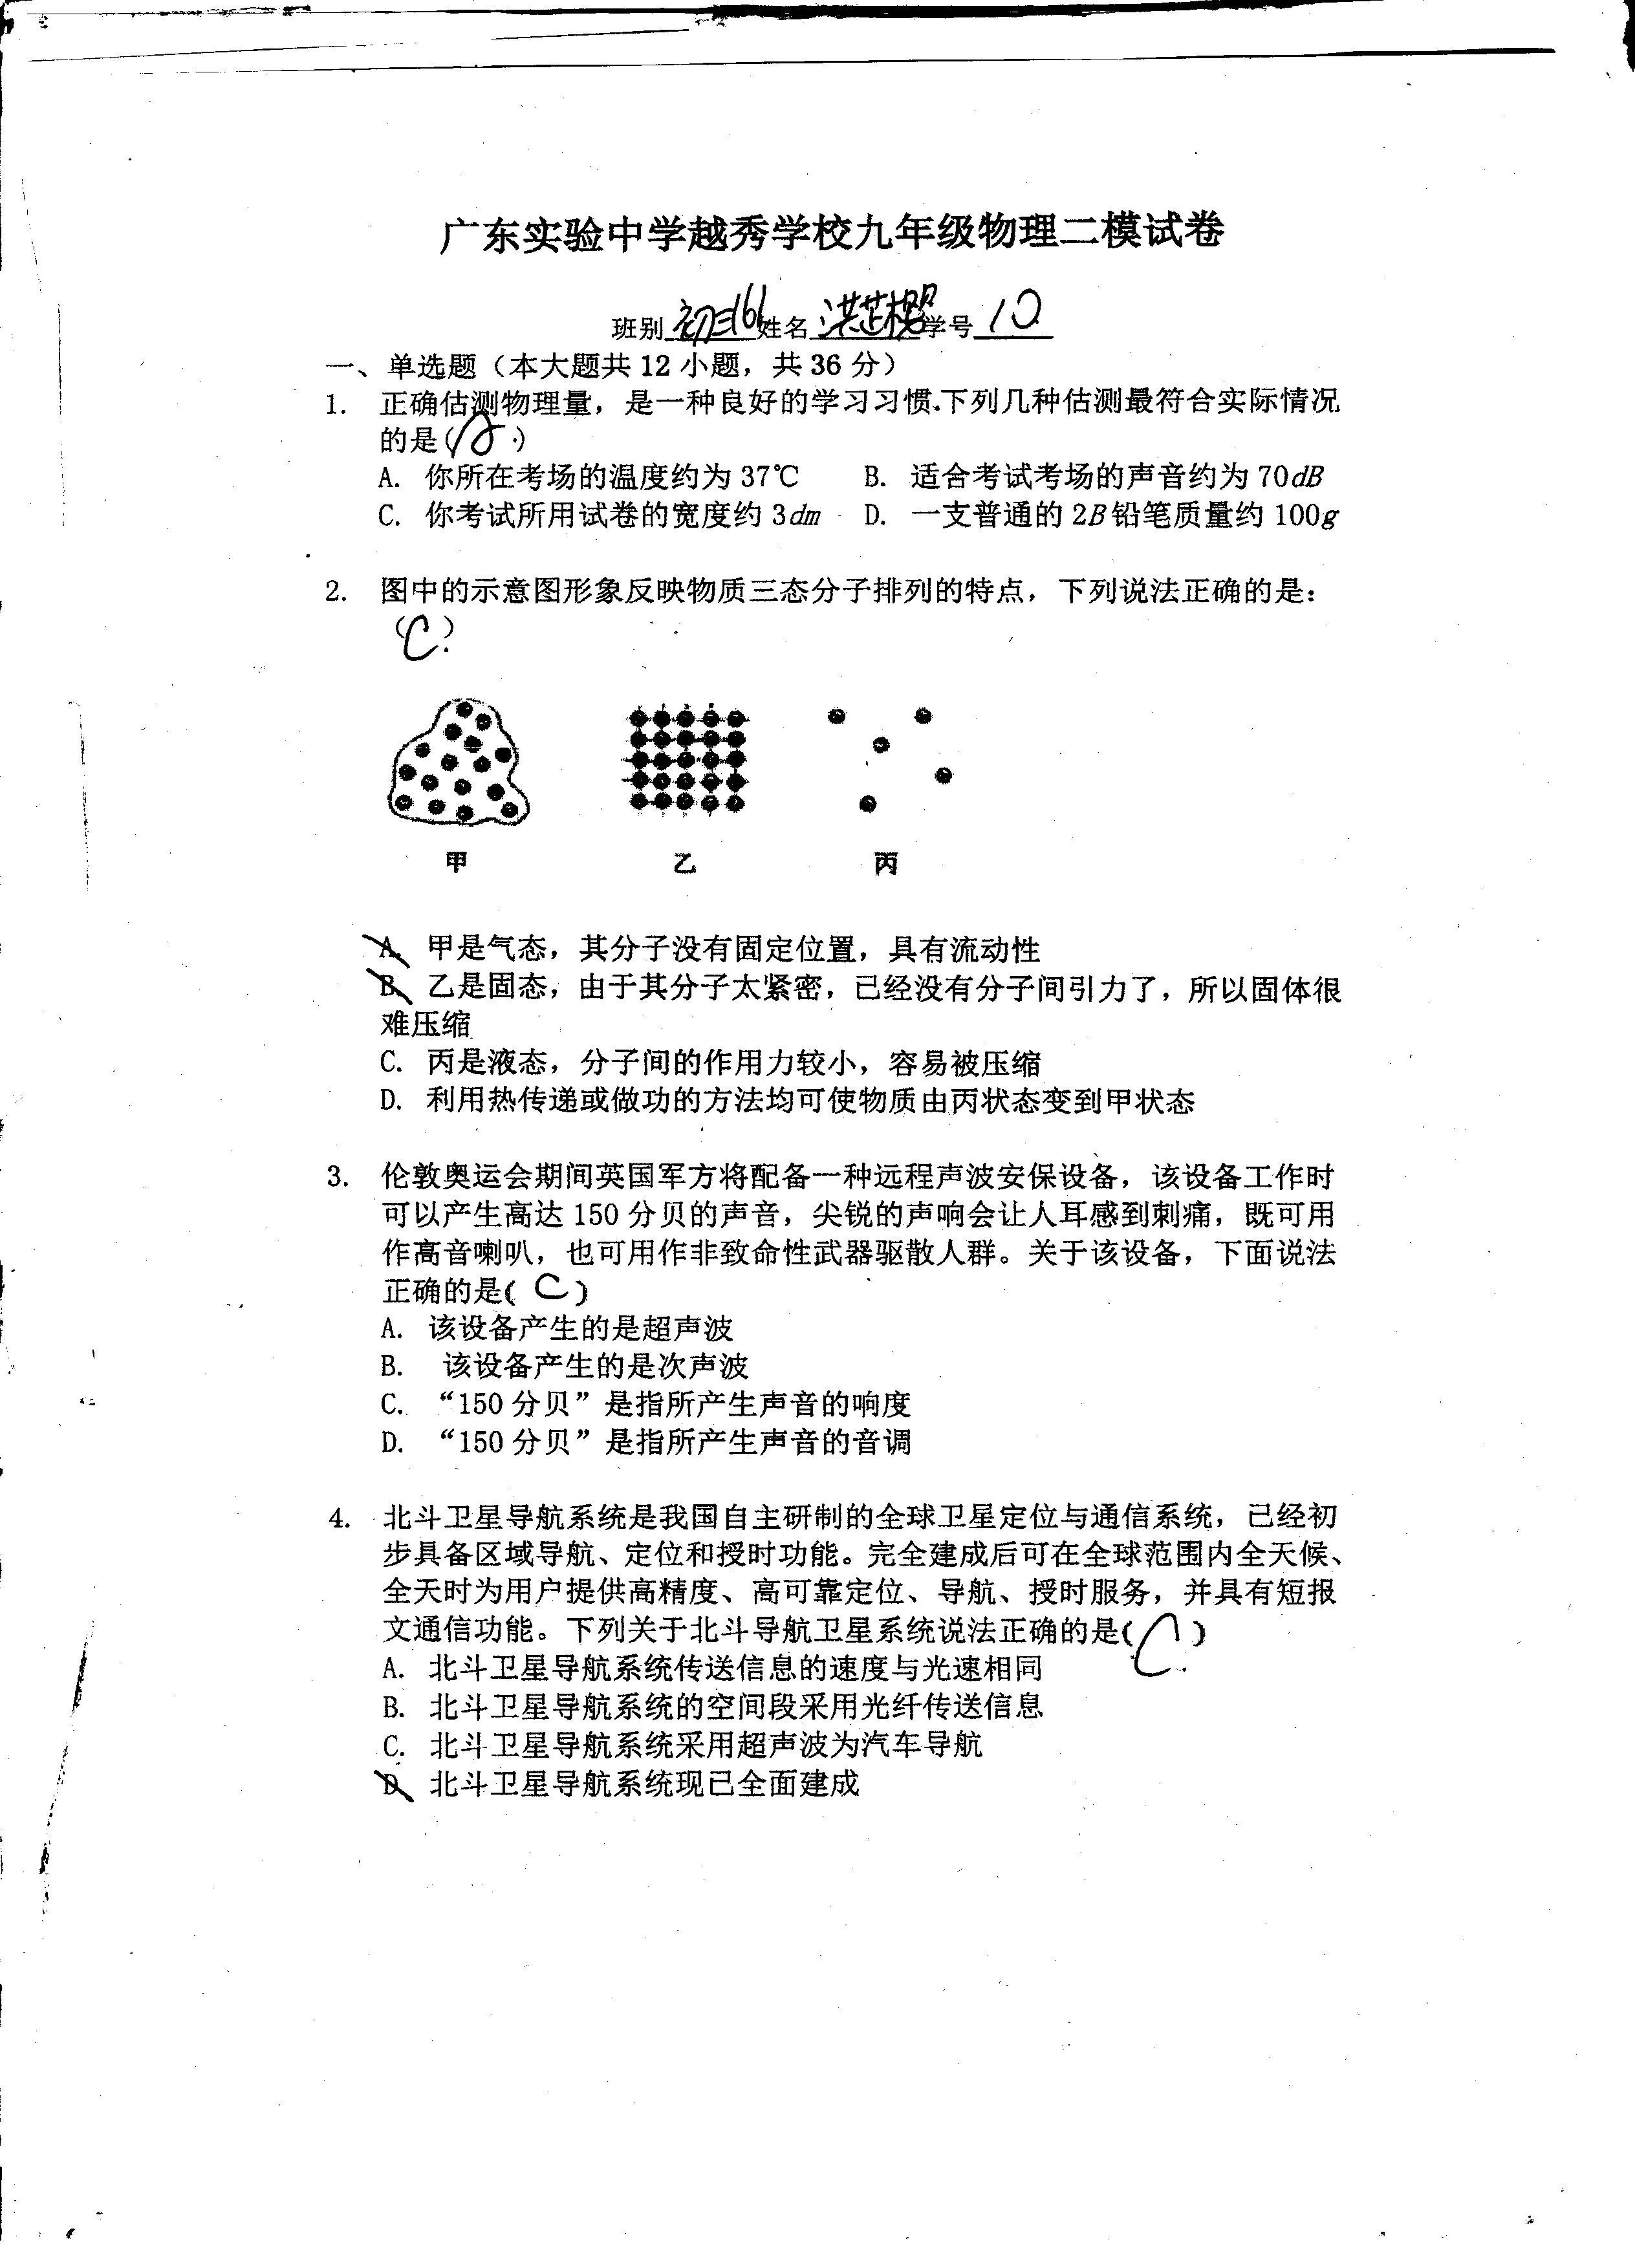 广东实验中学越秀学校九年级物理二模试卷
班别 初三161 姓名 洪芷樱 学号 10
一、单选题（本大题共 12 小题，共 36 分）
1. 正确估测物理量，是一种良好的学习习惯.下列几种估测最符合实际情况
的是( )
A. 你所在考场的温度约为 37℃ B. 适合考试考场的声音约为 70dB
C. 你考试所用试卷的宽度约 3dm D. 一支普通的 2B 铅笔质量约 100g
2. 图中的示意图形象反映物质三态分子排列的特点，下列说法正确的是：
(C)
甲 乙 丙
A. 甲是气态，其分子没有固定位置，具有流动性
B. 乙是固态，由于其分子太紧密，已经没有分子间引力了，所以固体很
难压缩
C. 丙是液态，分子间的作用力较小，容易被压缩
D. 利用热传递或做功的方法均可使物质由丙状态变到甲状态
3. 伦敦奥运会期间英国军方将配备一种远程声波安保设备，该设备工作时
可以产生高达 150 分贝的声音，尖锐的声响会让人耳感到刺痛，既可用
作高音喇叭，也可用作非致命性武器驱散人群。关于该设备，下面说法
正确的是( C )
A. 该设备产生的是超声波
B. 该设备产生的是次声波
C. “150 分贝”是指所产生声音的响度
D. “150 分贝”是指所产生声音的音调
4. 北斗卫星导航系统是我国自主研制的全球卫星定位与通信系统，已经初
步具备区域导航、定位和授时功能。完全建成后可在全球范围内全天候、
全天时为用户提供高精度、高可靠定位、导航、授时服务，并具有短报
文通信功能。下列关于北斗导航卫星系统说法正确的是( C )
A. 北斗卫星导航系统传送信息的速度与光速相同
B. 北斗卫星导航系统的空间段采用光纤传送信息
C. 北斗卫星导航系统采用超声波为汽车导航
D. 北斗卫星导航系统现已全面建成